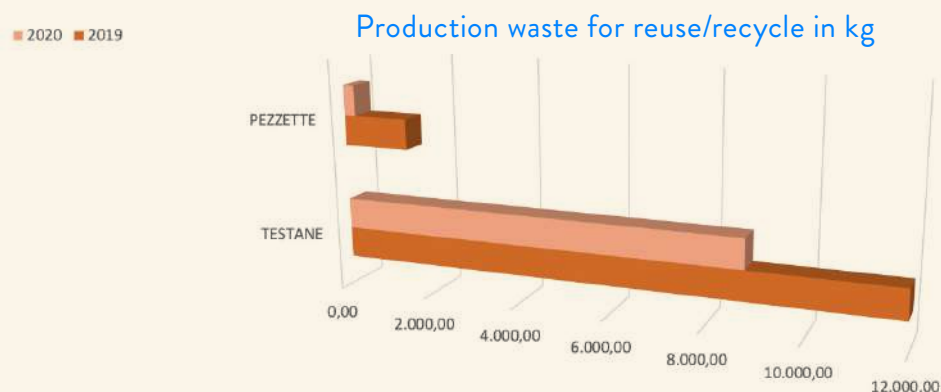 Production waste for reuse/recycle in kg
2020 2019
PEZZETTE
TESTANE
0,00
2.000,00
4.000,00
6.000,00
8.000,00
10.000,00
12.000,00